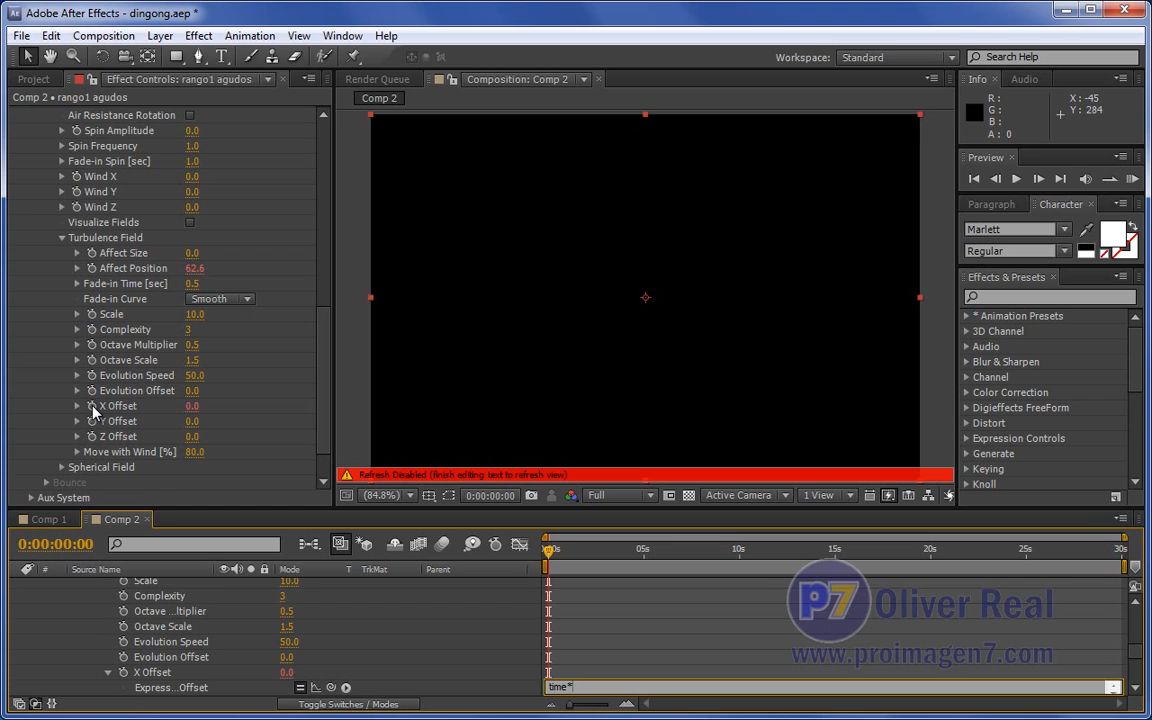 Adobe After Effects - dingong.aep *
File Edit Composition Layer Effect Animation View Window Help
Workspace: Standard Search Help
Project Effect Controls: rango1 agudos Render Queue Composition: Comp 2 Info Audio
Comp 2 • rango1 agudos
Comp 2
R:
G:
B:
A: 0
X: -45
Y: 284
Air Resistance Rotation
Spin Amplitude 0.0
Spin Frequency 1.0
Fade-in Spin [sec] 1.0
Wind X 0.0
Wind Y 0.0
Wind Z 0.0
Visualize Fields
Turbulence Field
Affect Size 0.0
Affect Position 62.6
Fade-in Time [sec] 0.5
Fade-in Curve Smooth
Scale 10.0
Complexity 3
Octave Multiplier 0.5
Octave Scale 1.5
Evolution Speed 50.0
Evolution Offset 0.0
X Offset 0.0
Y Offset 0.0
Z Offset 0.0
Move with Wind [%] 80.0
Spherical Field
Bounce
Aux System
Refresh Disabled (finish editing text to refresh view)
(84.8%) 0:00:00:00 Full Active Camera 1 View
Preview
Paragraph Character
Marlett
Regular
T
Effects & Presets
* Animation Presets
3D Channel
Audio
Blur & Sharpen
Channel
Color Correction
Digieffects FreeForm
Distort
Expression Controls
Generate
Keying
Knoll
Comp 1 Comp 2
0:00:00:00
05s 10s 15s 20s 25s 30s
# Source Name Mode T TrkMat Parent
Scale 10.0
Complexity 3
Octave ...ltiplier 0.5
Octave Scale 1.5
Evolution Speed 50.0
Evolution Offset 0.0
X Offset 0.0
Express...Offset
time*
Toggle Switches / Modes
P7 Oliver Real
www.proimagen7.com